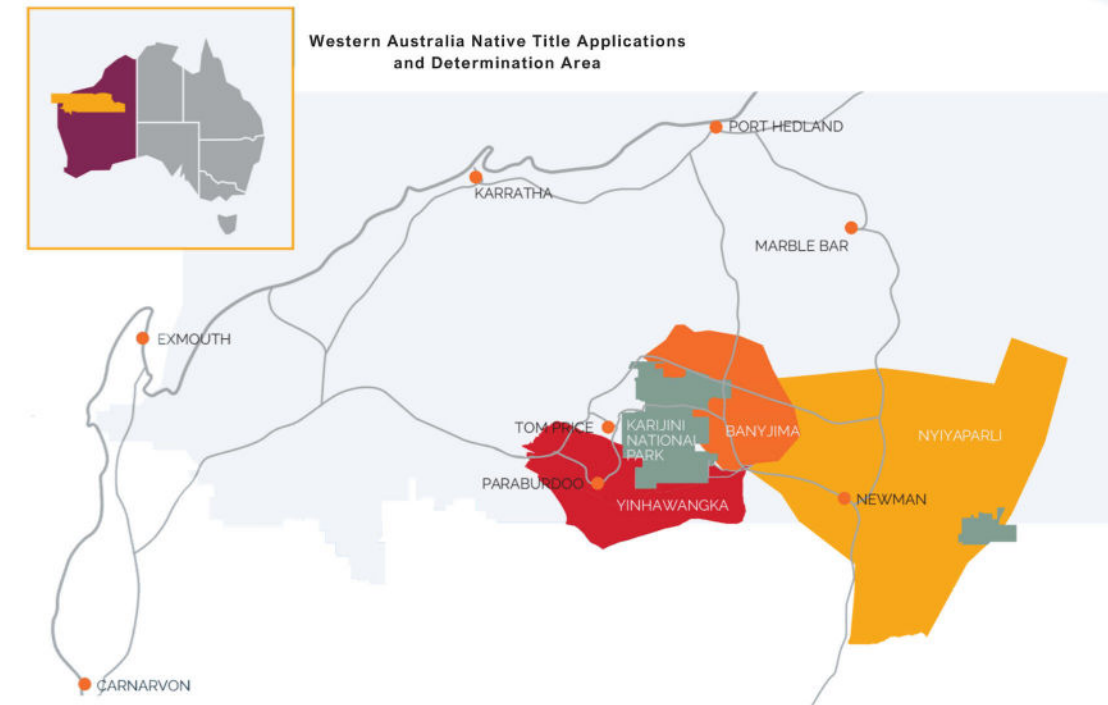 Western Australia Native Title Applications
and Determination Area
PORT HEDLAND
KARRATHA
MARBLE BAR
EXMOUTH
TOM PRICE
KARIJINI
NATIONAL
PARK
BANYJIMA
NYIYAPARLI
PARABURDOO
YINHAWANGKA
NEWMAN
CARNARVON